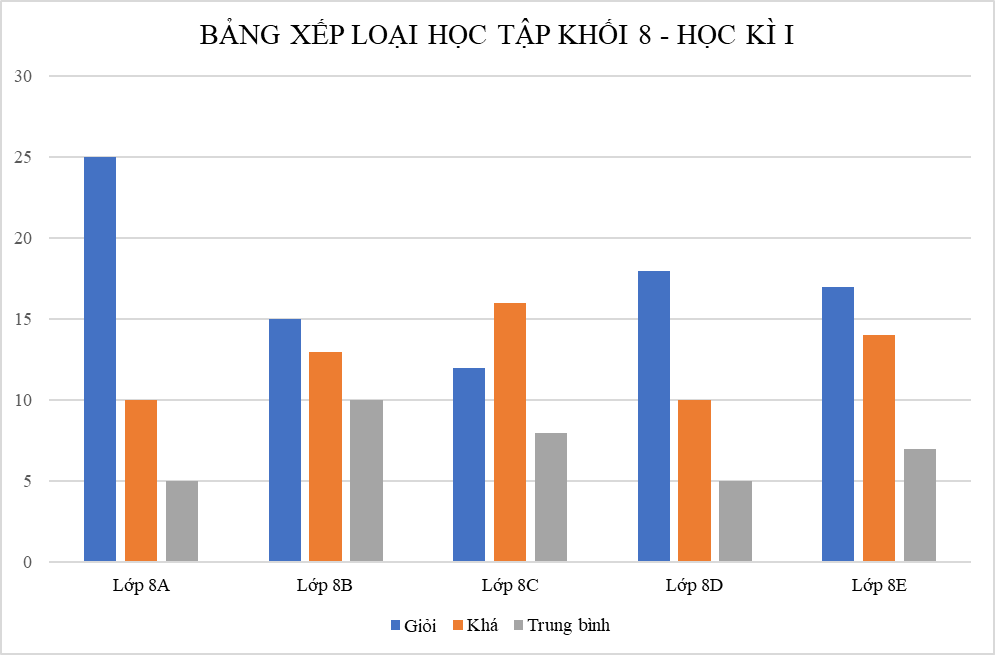 BẢNG XẾP LOẠI HỌC TẬP KHỐI 8 - HỌC KÌ I
30
25
20
15
10
5
0
Lớp 8A Lớp 8B Lớp 8C Lớp 8D Lớp 8E
Giỏi Khá Trung bình